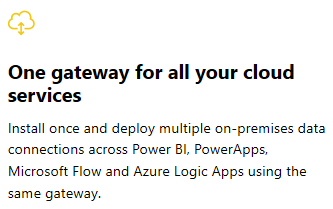 One gateway for all your cloud
services
Install once and deploy multiple on-premises data
connections across Power BI, PowerApps,
Microsoft Flow and Azure Logic Apps using the
same gateway.